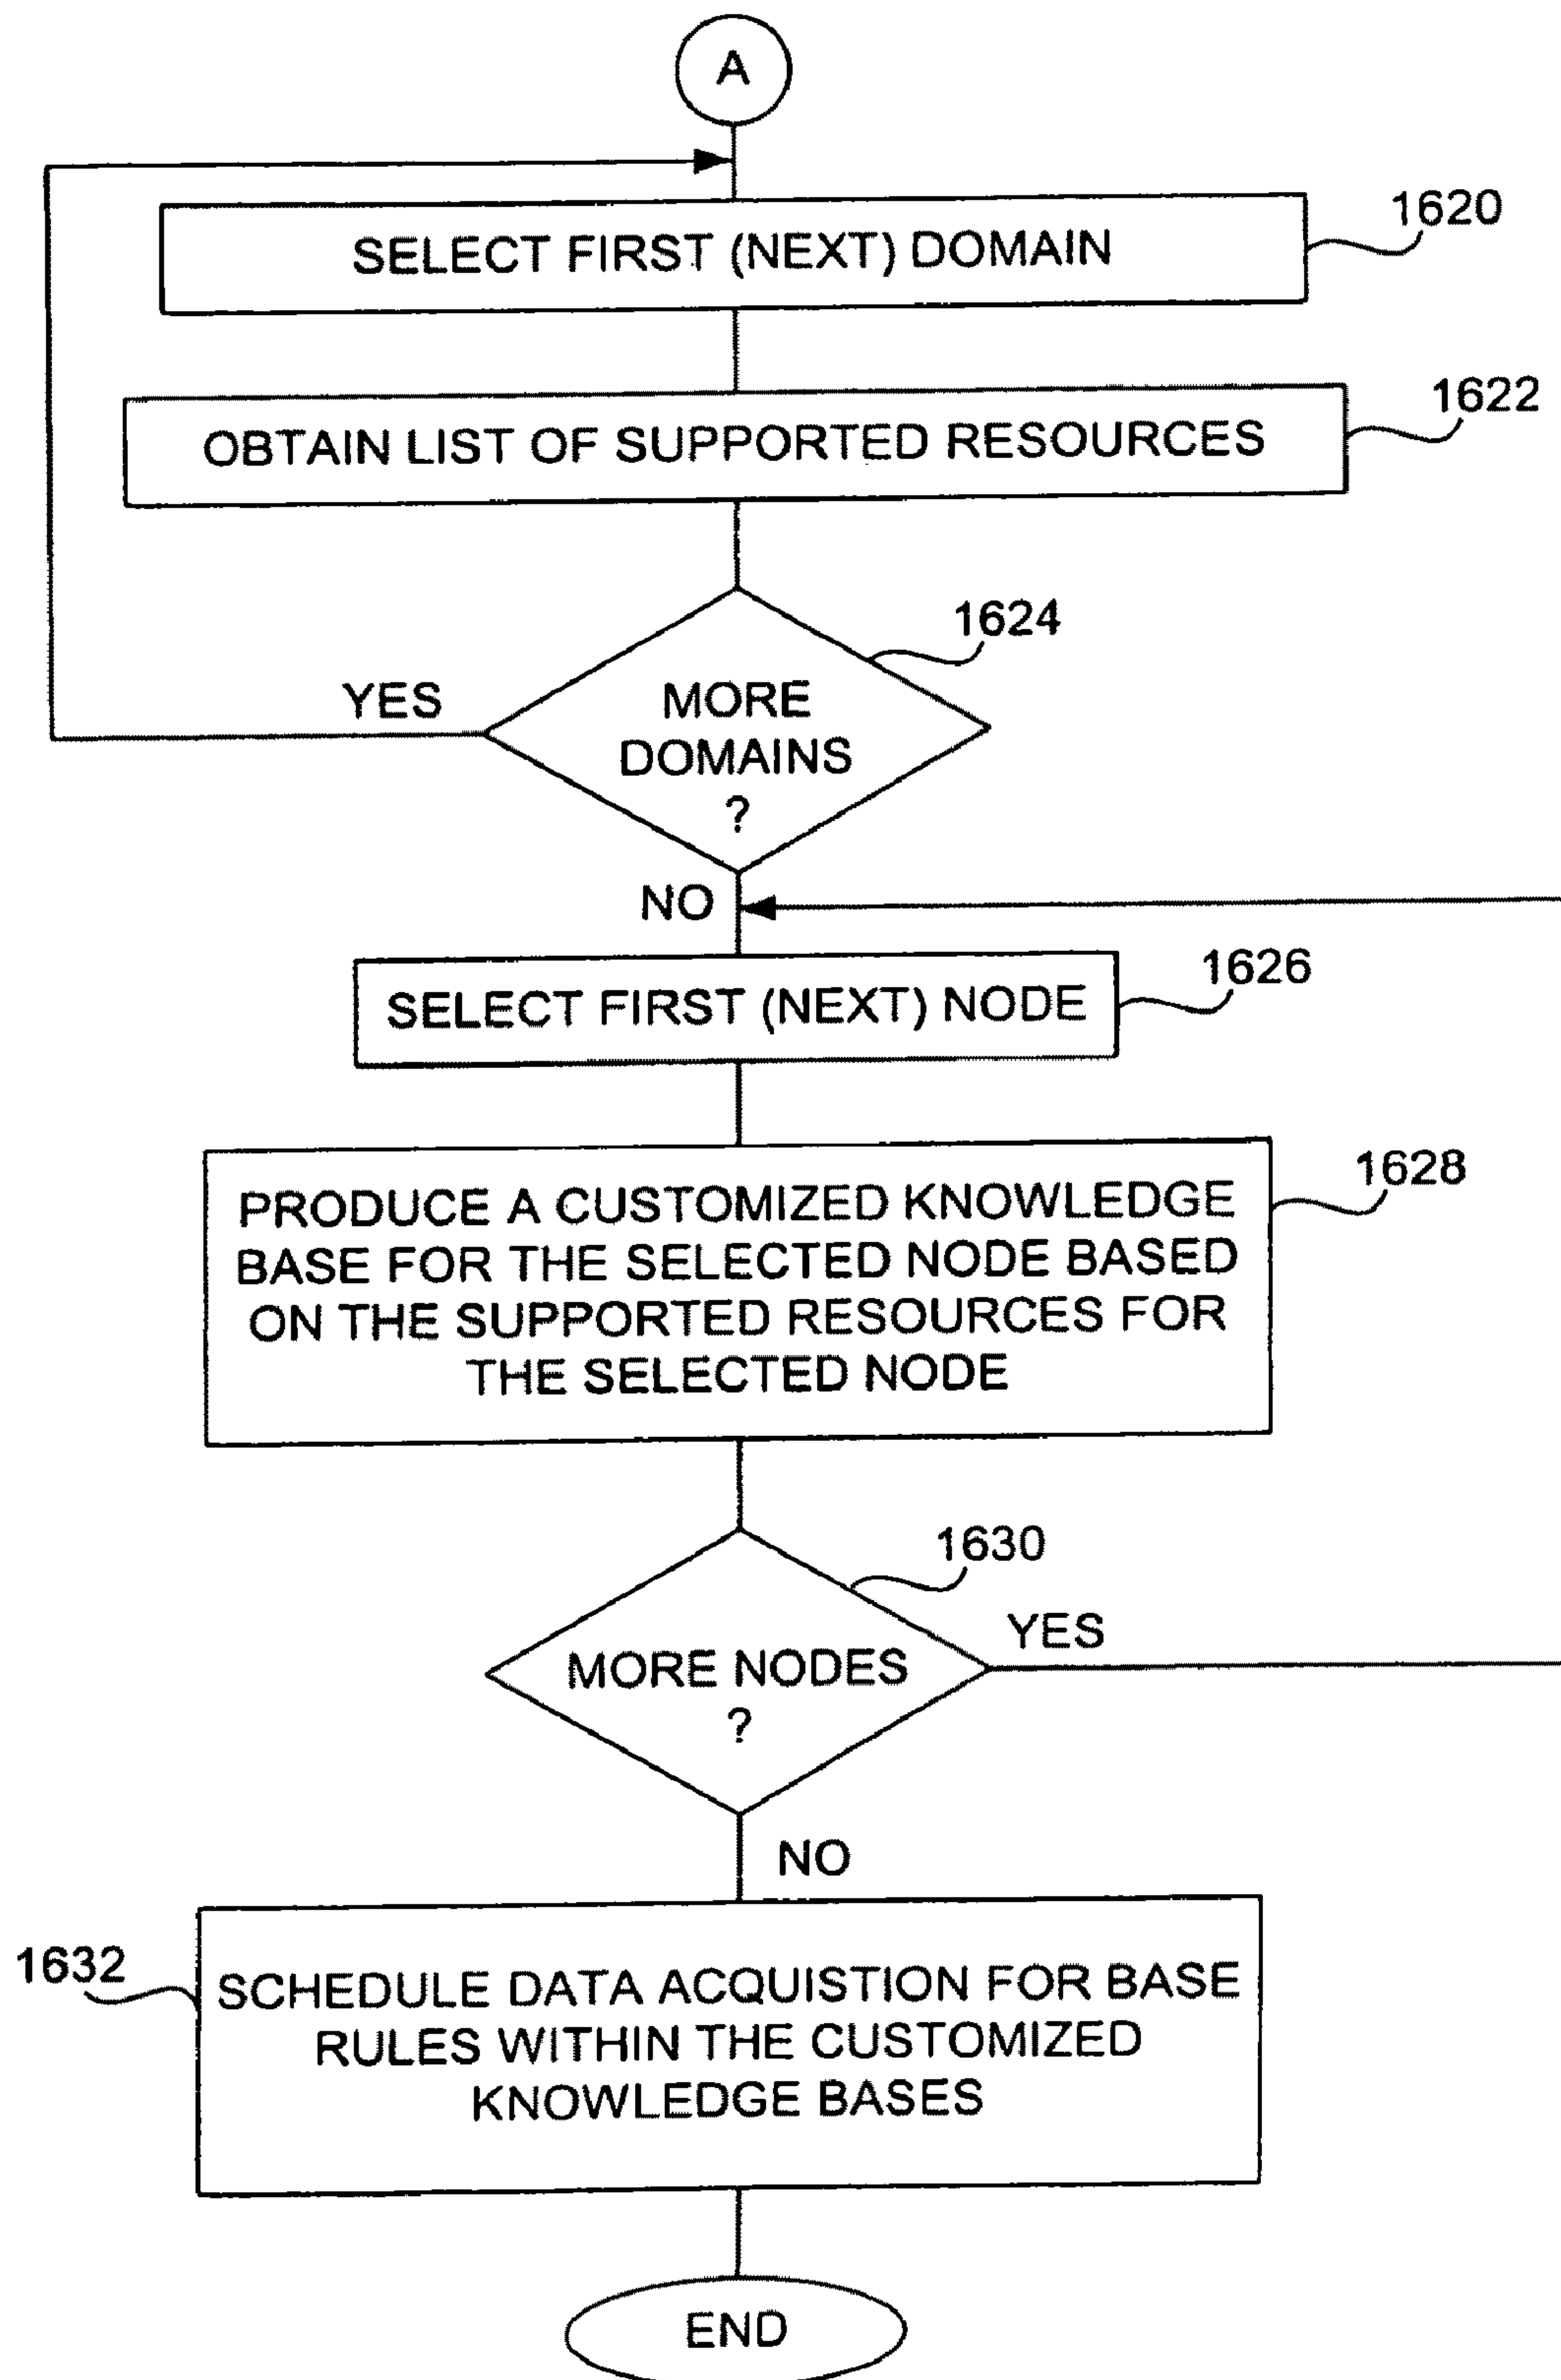 A
SELECT FIRST (NEXT) DOMAIN
1620
OBTAIN LIST OF SUPPORTED RESOURCES
1622
1624
YES
MORE
DOMAINS
?
NO
SELECT FIRST (NEXT) NODE
1626
PRODUCE A CUSTOMIZED KNOWLEDGE
BASE FOR THE SELECTED NODE BASED
ON THE SUPPORTED RESOURCES FOR
THE SELECTED NODE
1628
1630
YES
MORE NODES
?
NO
1632
SCHEDULE DATA ACQUISTION FOR BASE
RULES WITHIN THE CUSTOMIZED
KNOWLEDGE BASES
END